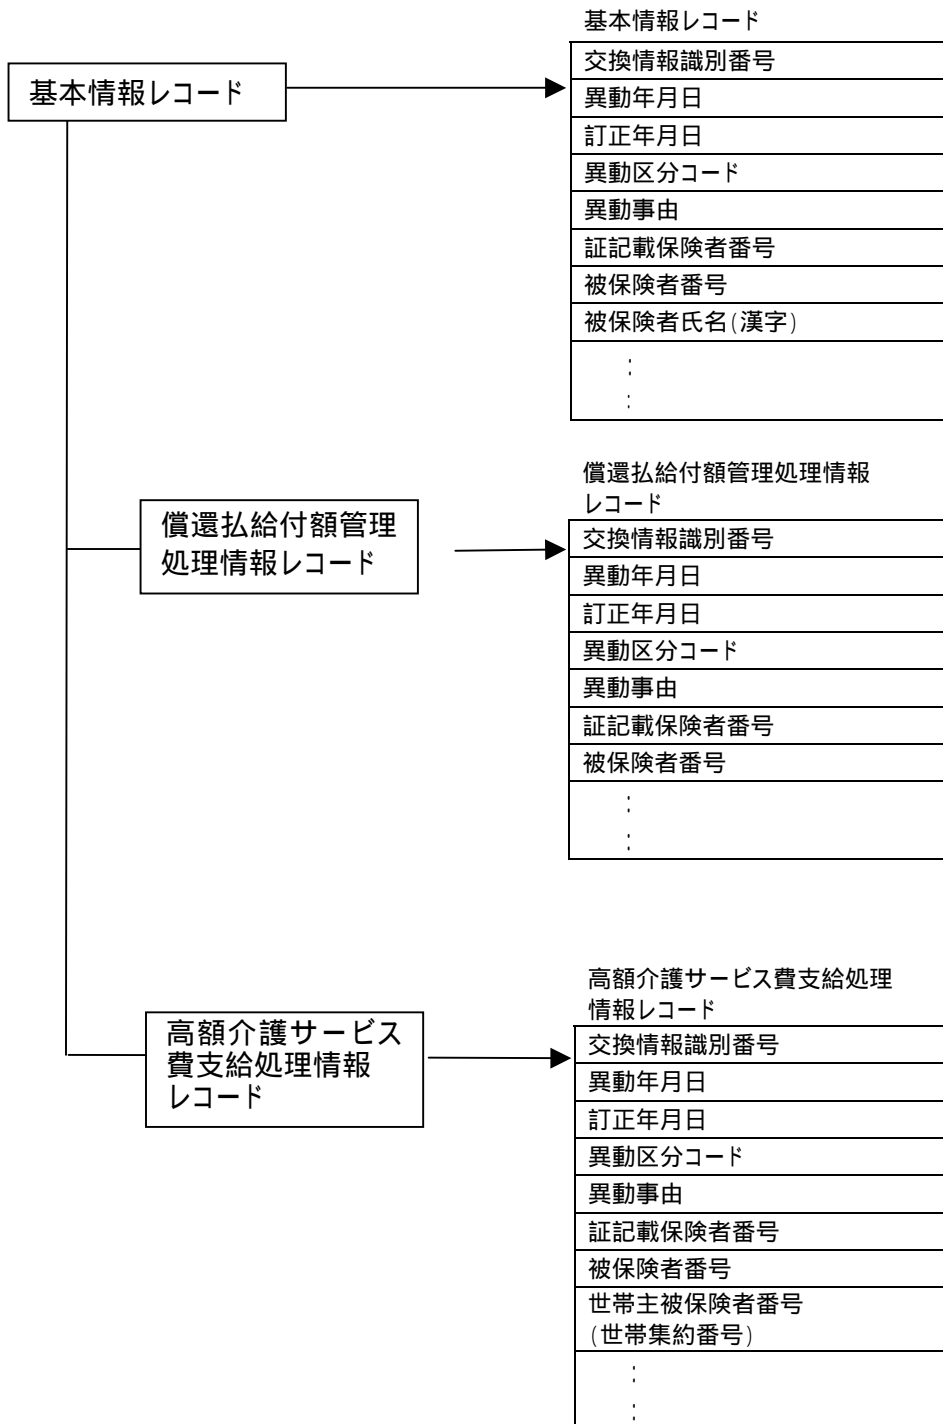 基本情報レコード
基本情報レコード
交換情報識別番号
異動年月日
訂正年月日
異動区分コード
異動事由
証記載保険者番号
被保険者番号
被保険者氏名(漢字)
:
:
償還払給付額管理
処理情報レコード
償還払給付額管理処理情報
レコード
交換情報識別番号
異動年月日
訂正年月日
異動区分コード
異動事由
証記載保険者番号
被保険者番号
:
:
高額介護サービス
費支給処理情報
レコード
高額介護サービス費支給処理
情報レコード
交換情報識別番号
異動年月日
訂正年月日
異動区分コード
異動事由
証記載保険者番号
被保険者番号
世帯主被保険者番号
(世帯集約番号)
:
: